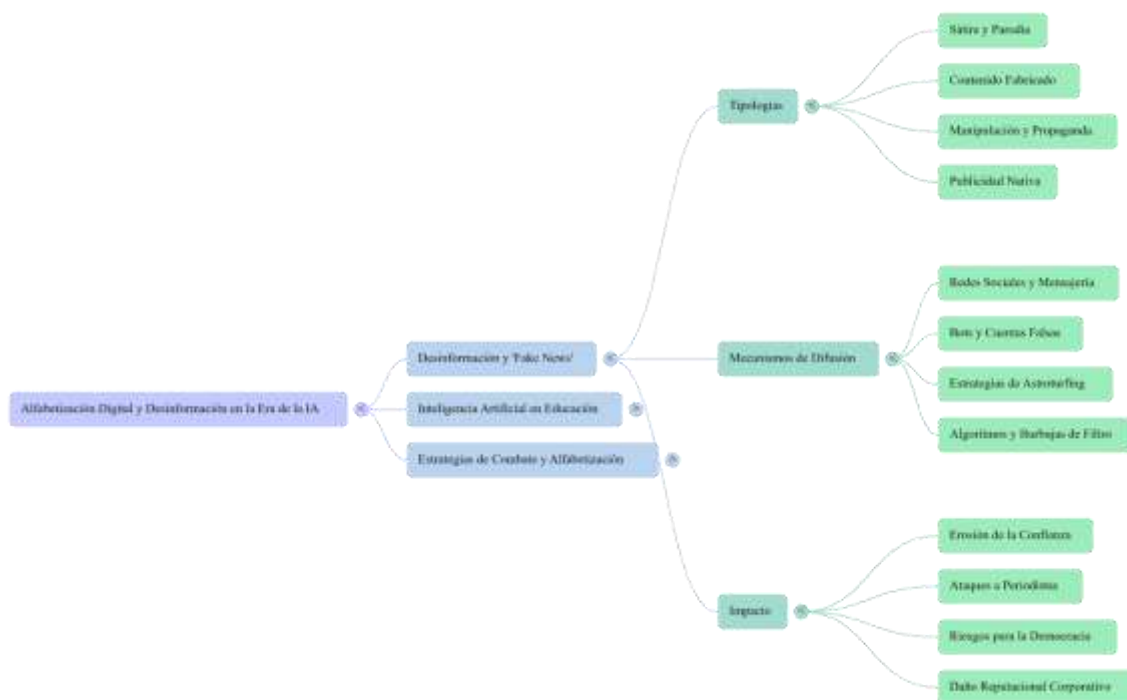 Alfabetización Digital y Desinformación en la Era de la IA
Desinformación y 'Fake News'
Tipologías
Sátira y Parodia
Contenido Fabricado
Manipulación y Propaganda
Publicidad Nativa
Mecanismos de Difusión
Redes Sociales y Mensajería
Bots y Cuentas Falsas
Estrategias de Astroturfing
Algoritmos y Burbujas de Filtro
Impacto
Erosión de la Confianza
Ataques a Periodistas
Riesgos para la Democracia
Daño Reputacional Corporativo
Inteligencia Artificial en Educación
Estrategias de Combate y Alfabetización